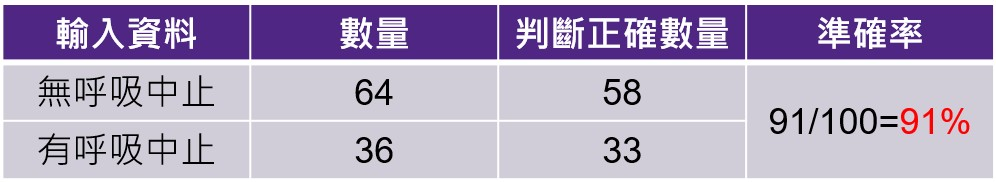 輸入資料 數量 判斷正確數量 準確率
無呼吸中止 64 58
91/100=91%
有呼吸中止 36 33